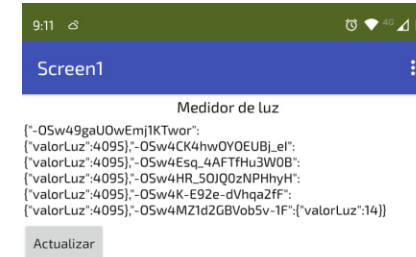 9:11
4G
Screen1
Medidor de luz
{"-OSw49gaUOwEmj1KTwor":
{"valorLuz":4095},"-OSw4CK4hwOYOEUBj_el":
{"valorLuz":4095},"-OSw4Esq_4AFTfHu3W0B":
{"valorLuz":4095},"-OSw4HR_5OJQ0zNPHhyH":
{"valorLuz":4095},"-OSw4K-E92e-dVhqa2fF":
{"valorLuz":4095},"-OSw4MZ1d2GBVob5v-1F":{"valorLuz":14}}
Actualizar